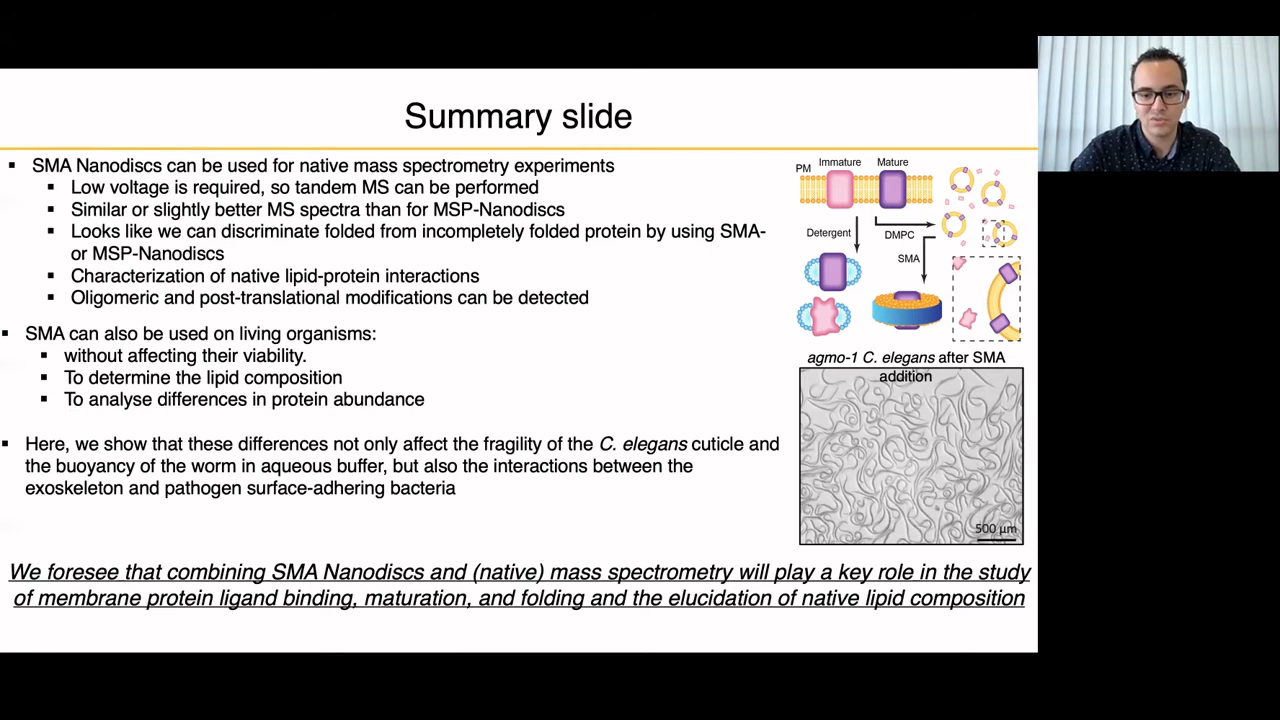 Summary slide
▪ SMA Nanodiscs can be used for native mass spectrometry experiments
▪ Low voltage is required, so tandem MS can be performed
▪ Similar or slightly better MS spectra than for MSP-Nanodiscs
▪ Looks like we can discriminate folded from incompletely folded protein by using SMA-
or MSP-Nanodiscs
▪ Characterization of native lipid-protein interactions
▪ Oligomeric and post-translational modifications can be detected
▪ SMA can also be used on living organisms:
▪ without affecting their viability.
▪ To determine the lipid composition
▪ To analyse differences in protein abundance
▪ Here, we show that these differences not only affect the fragility of the C. elegans cuticle and
the buoyancy of the worm in aqueous buffer, but also the interactions between the
exoskeleton and pathogen surface-adhering bacteria
PM
Immature
Mature
Detergent
DMPC
SMA
agmo-1 C. elegans after SMA
addition
500 µm
We foresee that combining SMA Nanodiscs and (native) mass spectrometry will play a key role in the study
of membrane protein ligand binding, maturation, and folding and the elucidation of native lipid composition